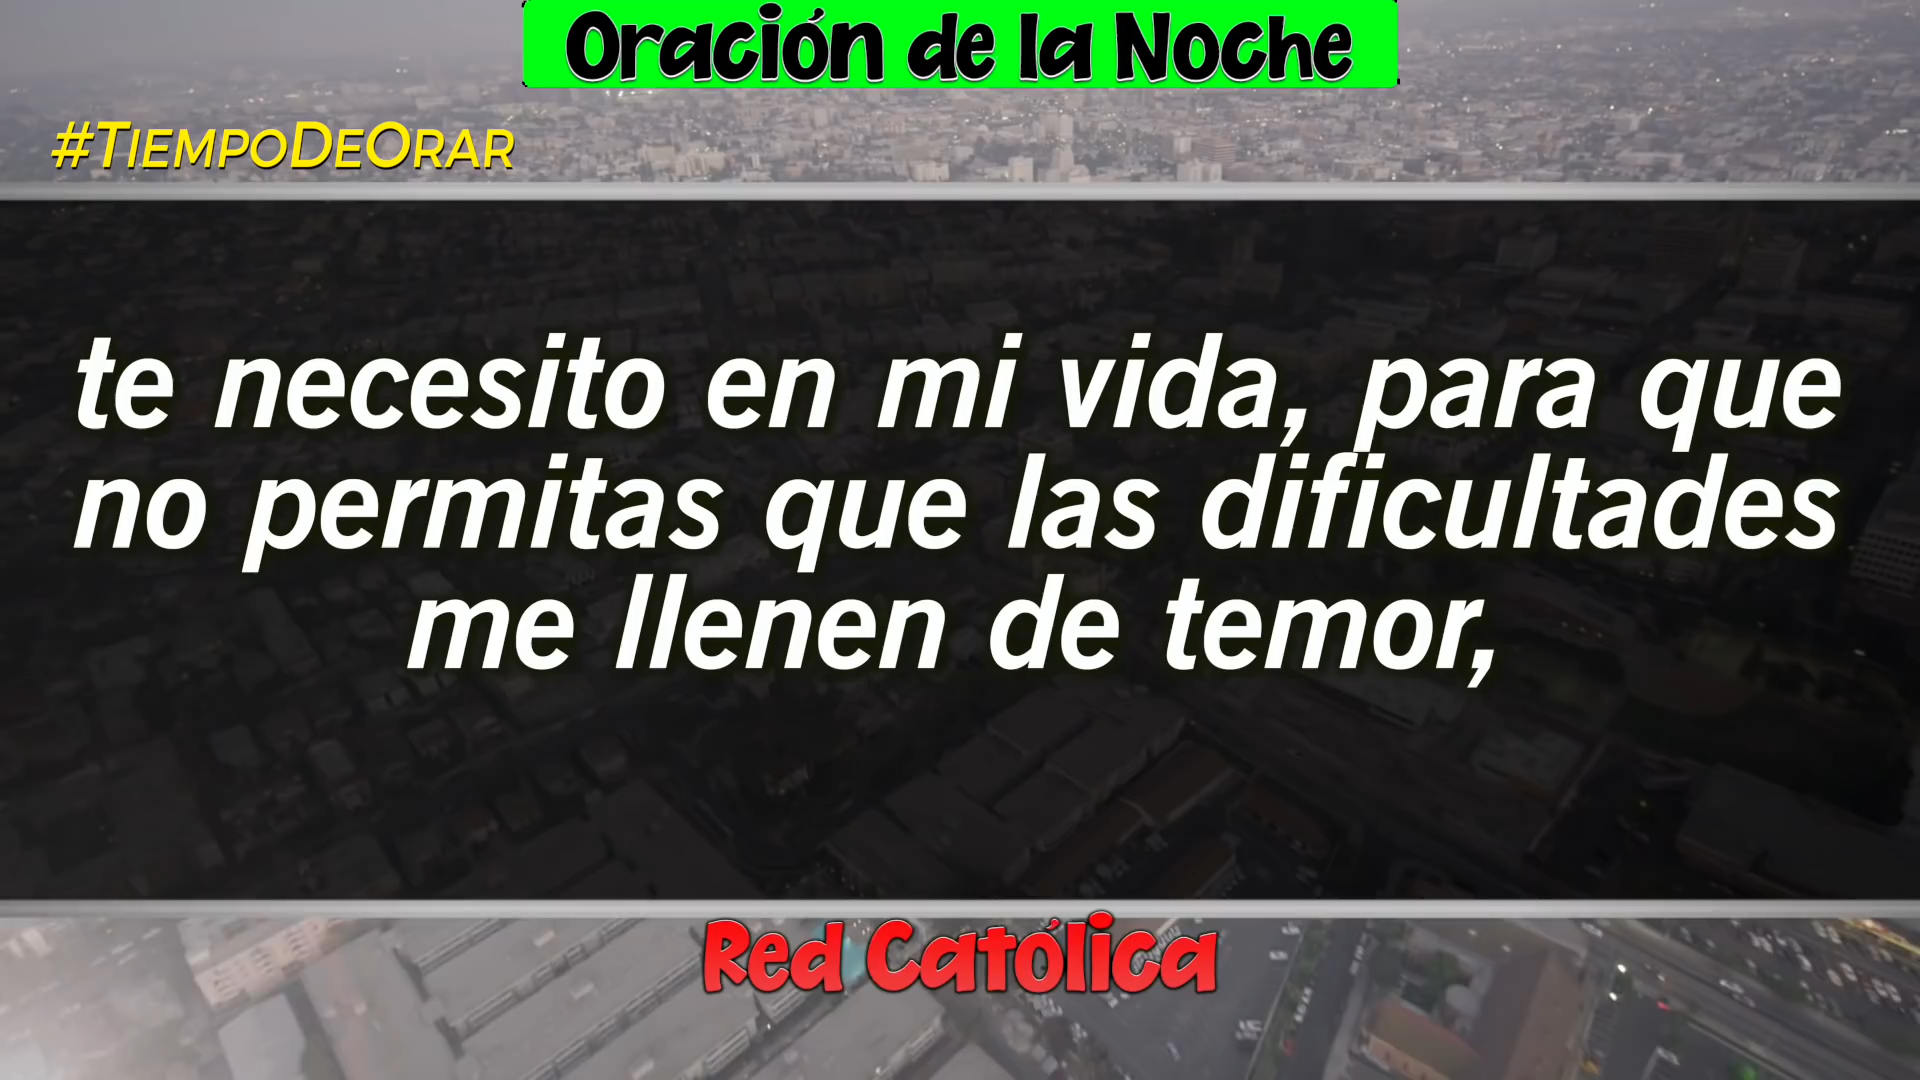 Oración de la Noche
#TiempoDeOrar
te necesito en mi vida, para que
no permitas que las dificultades
me llenen de temor,
Red Católica